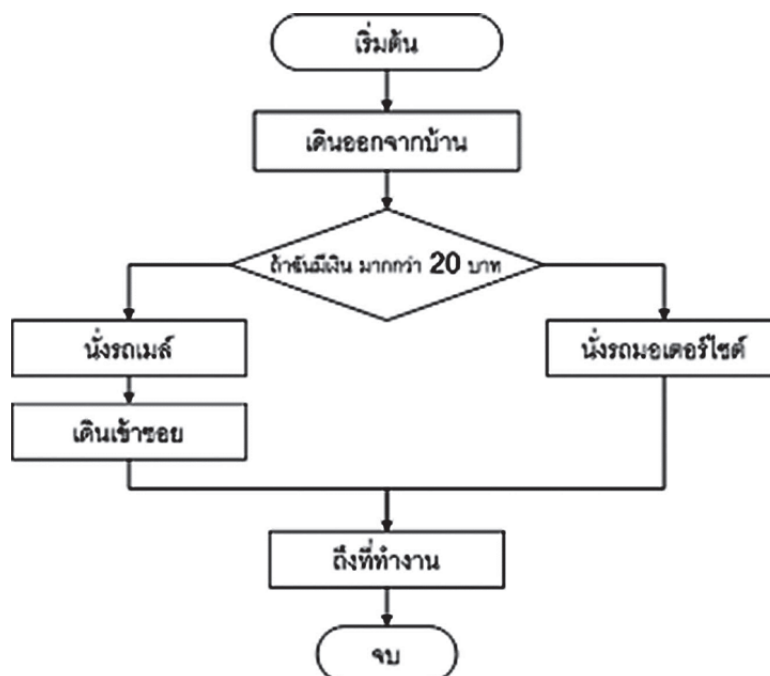 เริ่มต้น
เดินออกจากบ้าน
ถ้าฉันมีเงิน มากกว่า 20 บาท
นั่งรถเมล์
นั่งรถมอเตอร์ไซต์
เดินเข้าซอย
ถึงที่ทำงาน
จบ